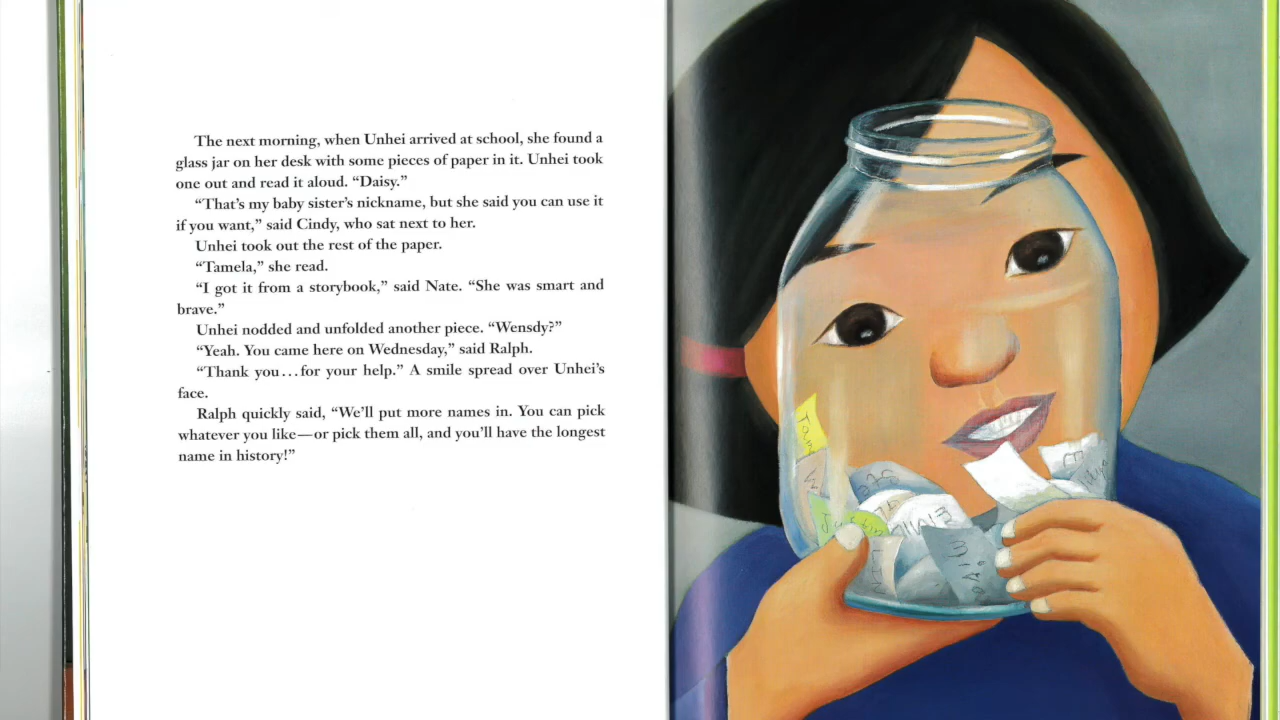 The next morning, when Unhei arrived at school, she found a
glass jar on her desk with some pieces of paper in it. Unhei took
one out and read it aloud. “Daisy.”
“That’s my baby sister’s nickname, but she said you can use it
if you want,” said Cindy, who sat next to her.
Unhei took out the rest of the paper.
“Tamela,” she read.
“I got it from a storybook,” said Nate. “She was smart and
brave.”
Unhei nodded and unfolded another piece. “Wensdy?”
“Yeah. You came here on Wednesday,” said Ralph.
“Thank you...for your help.” A smile spread over Unhei’s
face.
Ralph quickly said, “We’ll put more names in. You can pick
whatever you like—or pick them all, and you’ll have the longest
name in history!”